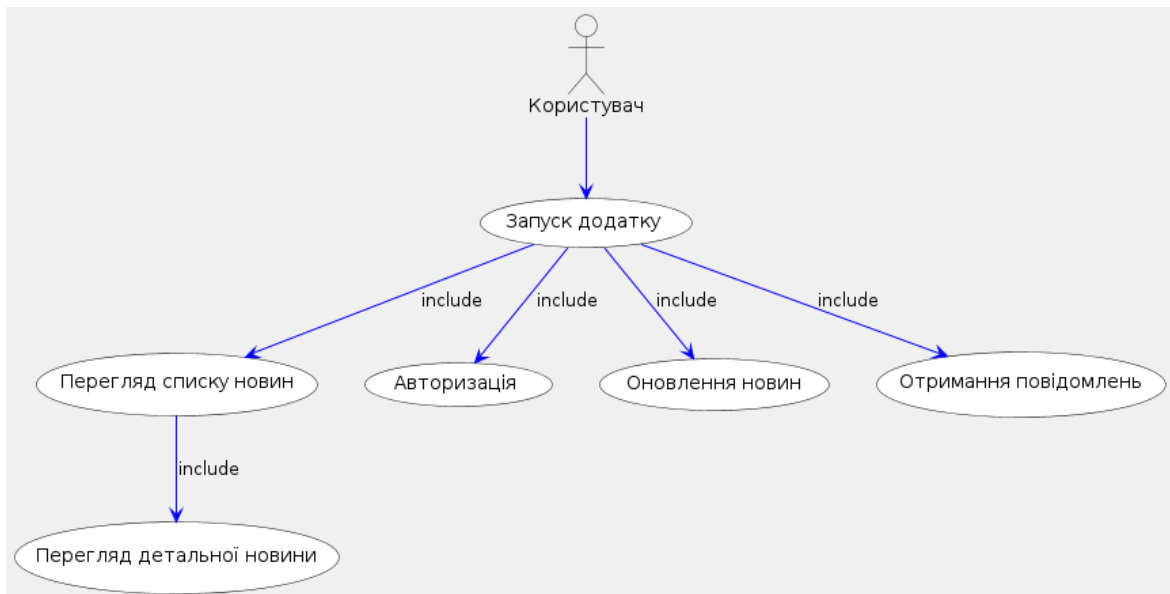 Користувач
Запуск додатку
include
include
include
include
Перегляд списку новин
Авторизація
Оновлення новин
Отримання повідомлень
include
Перегляд детальної новини